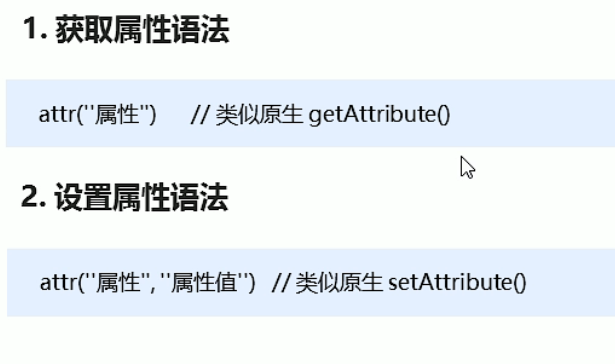 1. 获取属性语法
attr(''属性'') // 类似原生 getAttribute()
2. 设置属性语法
attr(''属性'', ''属性值'') // 类似原生 setAttribute()